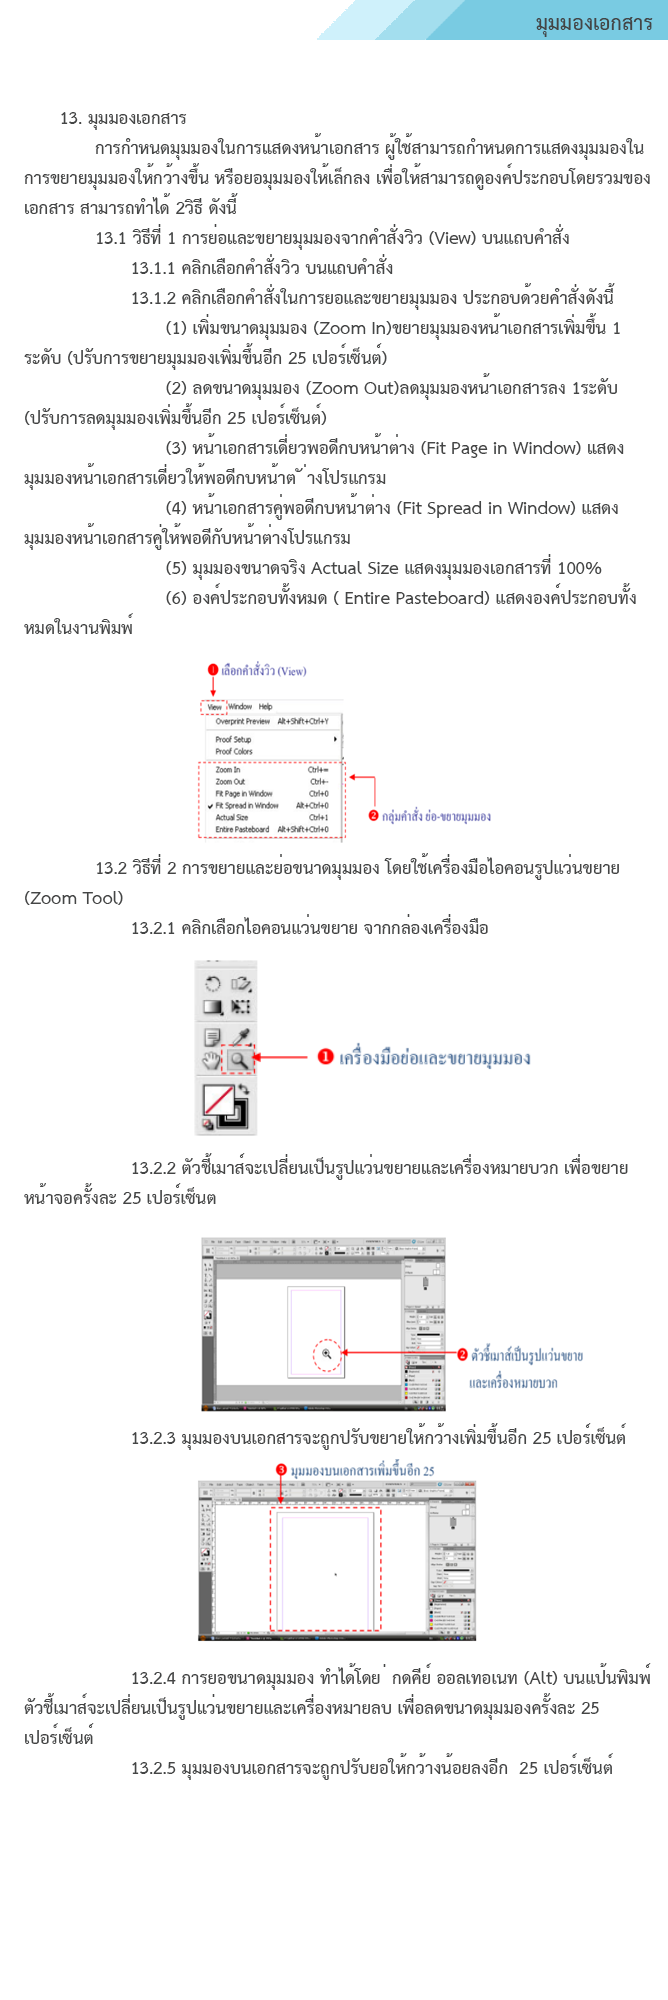 มุมมองเอกสาร
13. มุมมองเอกสาร
การกำหนดมุมมองในการแสดงหน้าเอกสาร ผู้ใช้สามารถกำหนดการแสดงมุมมองใน
การขยายมุมมองให้กว้างขึ้น หรือยอมุมมองให้เล็กลง เพื่อให้สามารถดูองค์ประกอบโดยรวมของ
เอกสาร สามารถทำได้ 2วิธี ดังนี้
13.1 วิธีที่ 1 การย่อและขยายมุมมองจากคำสั่งวิว (View) บนแถบคำสั่ง
13.1.1 คลิกเลือกคำสั่งวิว บนแถบคำสั่ง
13.1.2 คลิกเลือกคำสั่งในการยอและขยายมุมมอง ประกอบด้วยคำสั่งดังนี้
(1) เพิ่มขนาดมุมมอง (Zoom In)ขยายมุมมองหน้าเอกสารเพิ่มขึ้น 1
ระดับ (ปรับการขยายมุมมองเพิ่มขึ้นอีก 25 เปอร์เซ็นต์)
(2) ลดขนาดมุมมอง (Zoom Out)ลดมุมมองหน้าเอกสารลง 1ระดับ
(ปรับการลดมุมมองเพิ่มขึ้นอีก 25 เปอร์เซ็นต์)
(3) หน้าเอกสารเดี่ยวพอดีกบหน้าต่าง (Fit Page in Window) แสดง
มุมมองหน้าเอกสารเดี่ยวให้พอดีกบหน้าต ั ่างโปรแกรม
(4) หน้าเอกสารคู่พอดีกบหน้าต่าง (Fit Spread in Window) แสดง
มุมมองหน้าเอกสารคู่ให้พอดีกับหน้าต่างโปรแกรม
(5) มุมมองขนาดจริง Actual Size แสดงมุมมองเอกสารที่ 100%
(6) องค์ประกอบทั้งหมด ( Entire Pasteboard) แสดงองค์ประกอบทั้ง
หมดในงานพิมพ์
1 เลือกคำสั่งวิว (View)
View Window Help
Overprint Preview Alt+Shift+Ctrl+Y
Proof Setup
Proof Colors
Zoom In Ctrl+=
Zoom Out Ctrl+-
Fit Page in Window Ctrl+0
Fit Spread in Window Alt+Ctrl+0
Actual Size Ctrl+1
Entire Pasteboard Alt+Shift+Ctrl+0
2 กลุ่มคำสั่ง ย่อ-ขยายมุมมอง
13.2 วิธีที่ 2 การขยายและย่อขนาดมุมมอง โดยใช้เครื่องมือไอคอนรูปแว่นขยาย
(Zoom Tool)
13.2.1 คลิกเลือกไอคอนแว่นขยาย จากกล่องเครื่องมือ
1 เครื่องมือย่อและขยายมุมมอง
13.2.2 ตัวชี้เมาส์จะเปลี่ยนเป็นรูปแว่นขยายและเครื่องหมายบวก เพื่อขยาย
หน้าจอครั้งละ 25 เปอร์เซ็นต
2 ตัวชี้เมาส์เป็นรูปแว่นขยาย
และเครื่องหมายบวก
13.2.3 มุมมองบนเอกสารจะถูกปรับขยายให้กว้างเพิ่มขึ้นอีก 25 เปอร์เซ็นต์
3 มุมมองบนเอกสารเพิ่มขึ้นอีก 25
13.2.4 การยอขนาดมุมมอง ทำได้โดย ่ กดคีย์ ออลเทอเนท (Alt) บนแป้นพิมพ์
ตัวชี้เมาส์จะเปลี่ยนเป็นรูปแว่นขยายและเครื่องหมายลบ เพื่อลดขนาดมุมมองครั้งละ 25
เปอร์เซ็นต์
13.2.5 มุมมองบนเอกสารจะถูกปรับยอให้กว้างน้อยลงอีก 25 เปอร์เซ็นต์